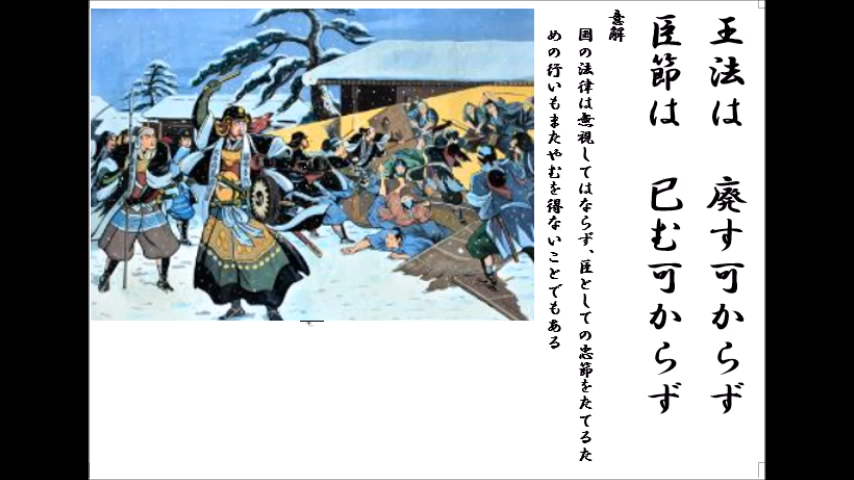 王法は 廃す可からず
臣節は 已む可からず
意解
国の法律は無視してはならず、臣としての忠節をたてるた
めの行いもまたやむを得ないことでもある